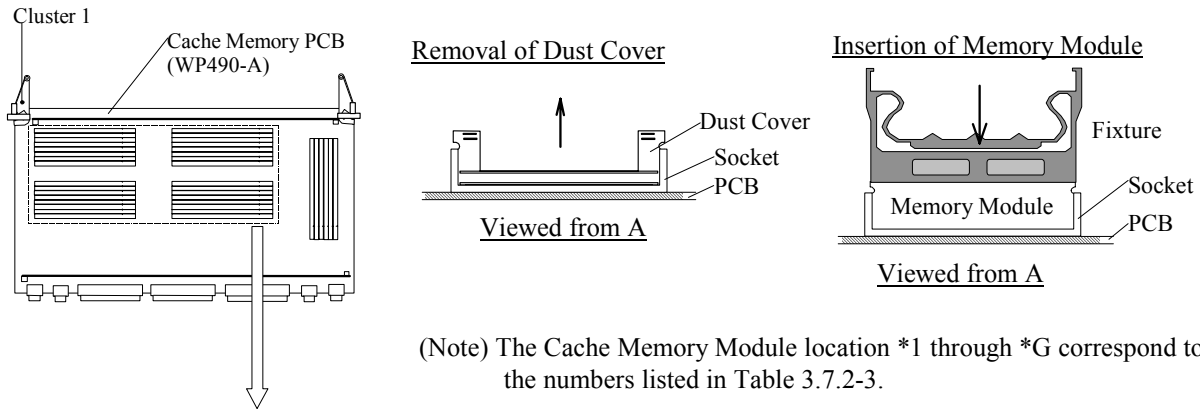 Cluster 1
Cache Memory PCB
(WP490-A)
Removal of Dust Cover
Dust Cover
Socket
PCB
Viewed from A
Insertion of Memory Module
Fixture
Memory Module
Socket
PCB
Viewed from A
(Note) The Cache Memory Module location *1 through *G correspond to
the numbers listed in Table 3.7.2-3.